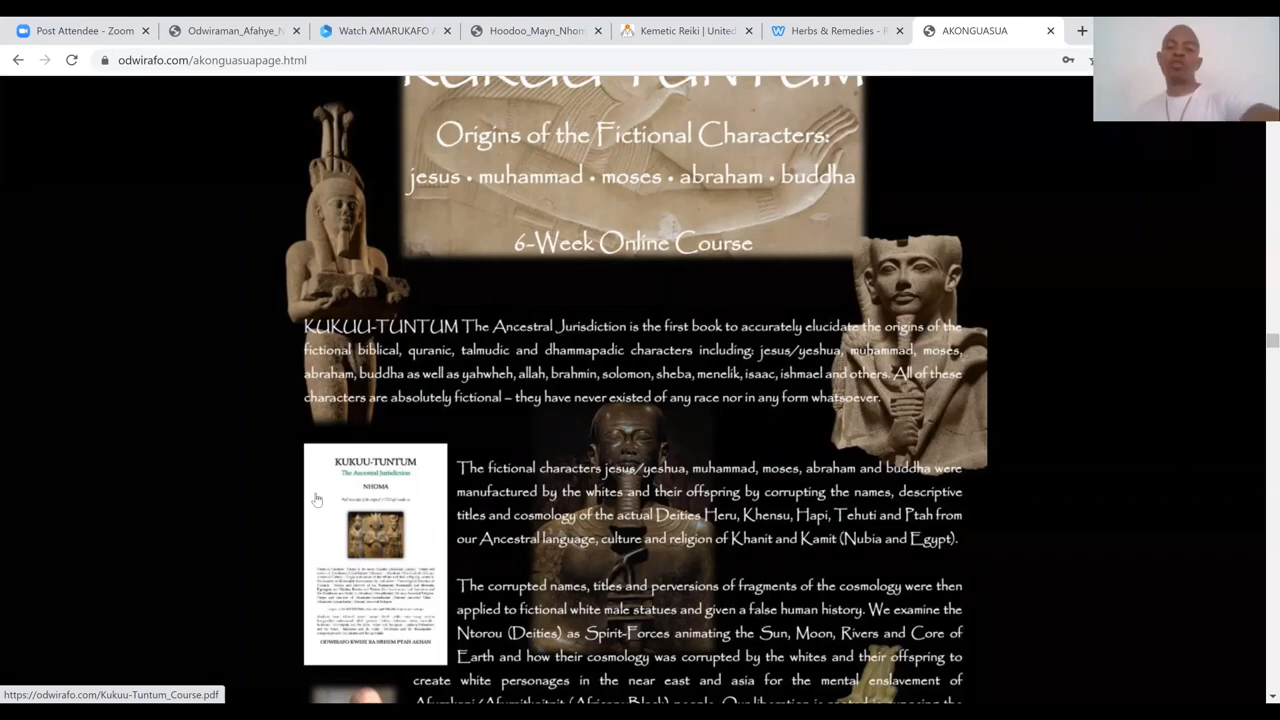 Post Attendee - Zoom
Odwiraman_Afahye_N
Watch AMARUKAFO A
Hoodoo_Mayn_Nhom
Kemetic Reiki | United
Herbs & Remedies - R
AKONGUASUA
odwirafo.com/akonguasuapage.html
KUKUU-TUNTUM
Origins of the Fictional Characters:
jesus • muhammad • moses • abraham • buddha
6-Week Online Course
KUKUU-TUNTUM The Ancestral Jurisdiction is the first book to accurately elucidate the origins of the
fictional biblical, quranic, talmudic and dhammapadic characters including: jesus/yeshua, muhammad, moses,
abraham, buddha as well as yahwheh, allah, brahmin, solomon, sheba, menelik, isaac, ishmael and others. All of these
characters are absolutely fictional – they have never existed of any race nor in any form whatsoever.
KUKUU-TUNTUM
The Ancestral Jurisdiction
NHOMA
ODWIRAFO KWESI RA NEHEM PTAH AKHAN
The fictional characters jesus/yeshua, muhammad, moses, abraham and buddha were
manufactured by the whites and their offspring by corrupting the names, descriptive
titles and cosmology of the actual Deities Heru, Khensu, Hapi, Tehuti and Ptah from
our Ancestral language, culture and religion of Khanit and Kamit (Nubia and Egypt).
The corrupted names, titles and misinformation of the cosmology were then
applied to fictional white male statues and given a false history. We examine the
Ntorou (Deities) as Spirit-Forces animating the Sun, Moon, Rivers and Core of
Earth and how their cosmology was corrupted by the whites and their offspring to
create white personages in the near east and asia for the mental enslavement of
https://odwirafo.com/Kukuu-Tuntum_Course.pdf